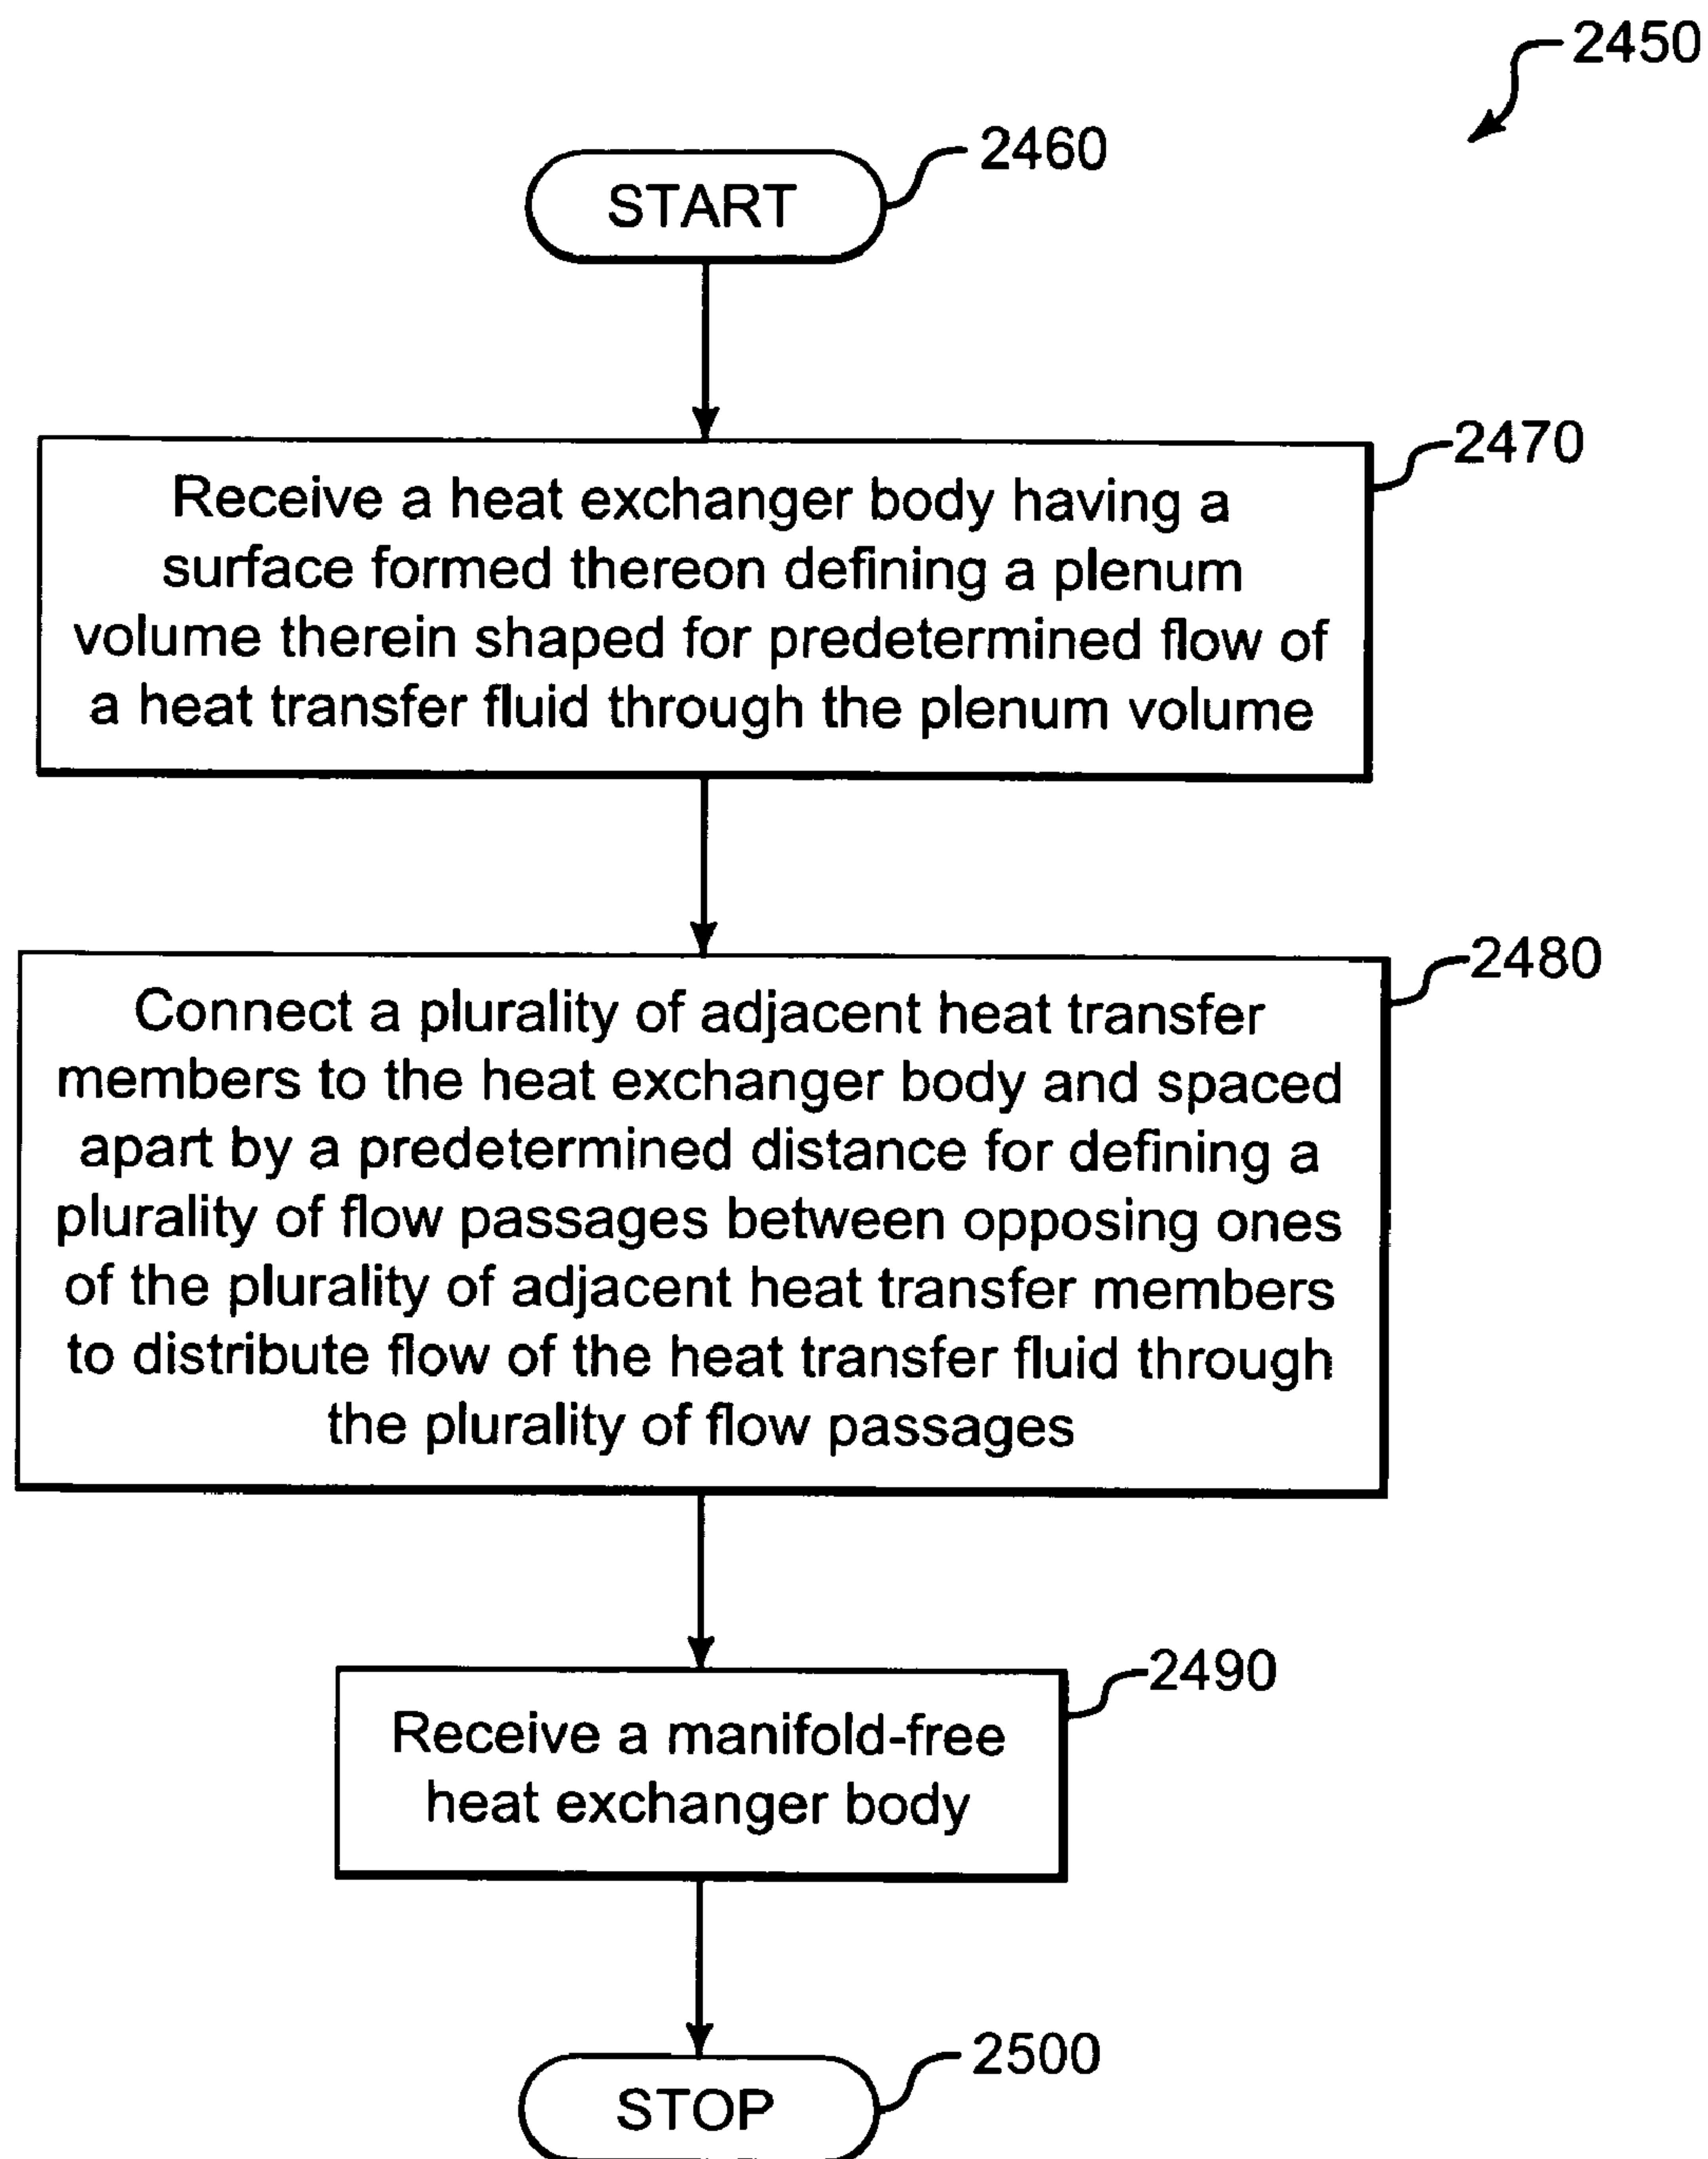 2450
2460
START
2470
Receive a heat exchanger body having a
surface formed thereon defining a plenum
volume therein shaped for predetermined flow of
a heat transfer fluid through the plenum volume
2480
Connect a plurality of adjacent heat transfer
members to the heat exchanger body and spaced
apart by a predetermined distance for defining a
plurality of flow passages between opposing ones
of the plurality of adjacent heat transfer members
to distribute flow of the heat transfer fluid through
the plurality of flow passages
2490
Receive a manifold-free
heat exchanger body
2500
STOP